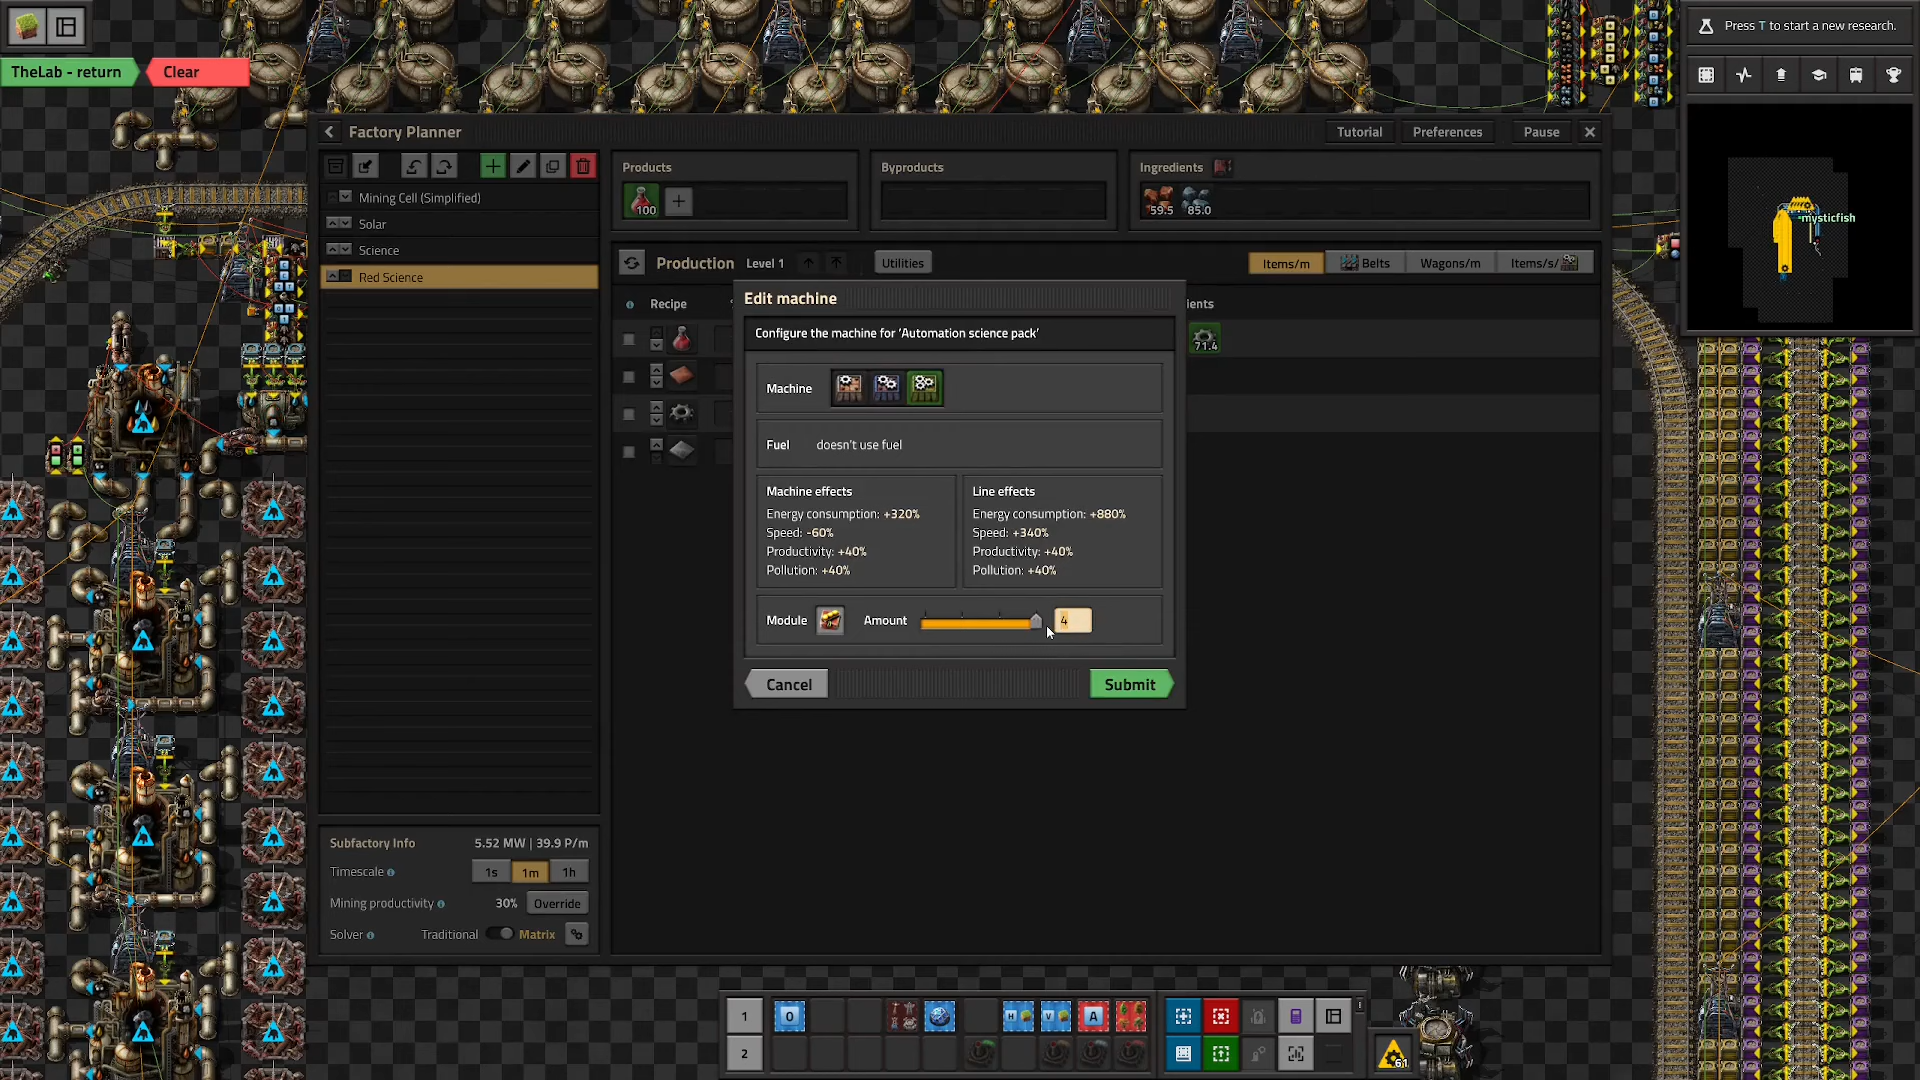 TheLab - return
Clear
Press T to start a new research.
mysticfish
Factory Planner
Tutorial
Preferences
Pause
Mining Cell (Simplified)
Solar
Science
Red Science
Products
100
Byproducts
Ingredients
59.5
85.0
Production
Level 1
Utilities
Items/m
Belts
Wagons/m
Items/s/
Recipe
ients
71.4
Edit machine
Configure the machine for 'Automation science pack'
Machine
Fuel doesn't use fuel
Machine effects
Energy consumption: +320%
Speed: -60%
Productivity: +40%
Pollution: +40%
Line effects
Energy consumption: +880%
Speed: +340%
Productivity: +40%
Pollution: +40%
Module
Amount
4
Cancel
Submit
Subfactory Info 5.52 MW | 39.9 P/m
Timescale 1s 1m 1h
Mining productivity 30% Override
Solver Traditional Matrix
1
2
O
H
V
A
61